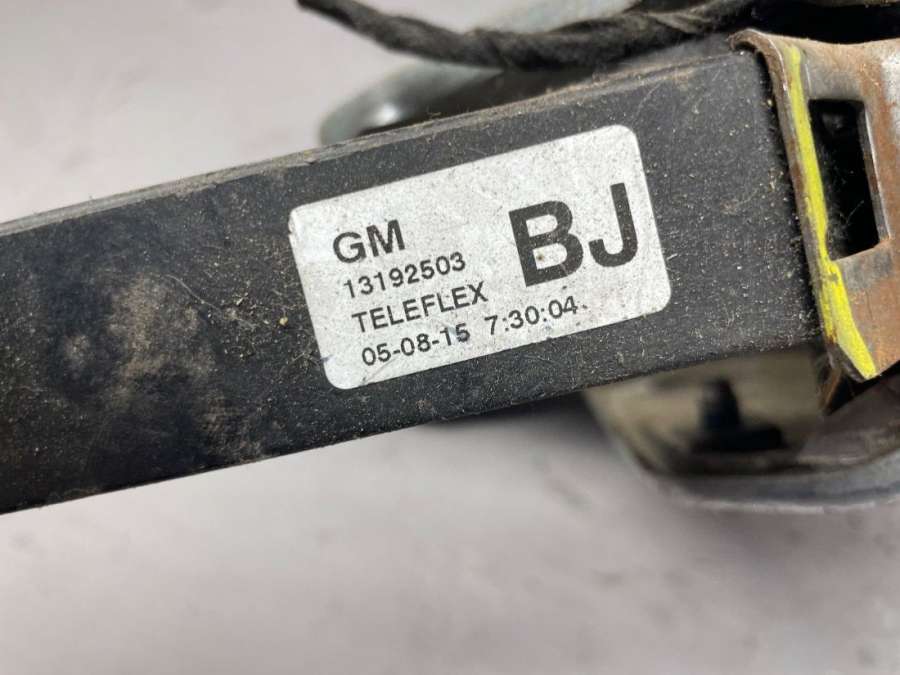 GM
BJ
13192503
TELEFLEX
05-08-15 7:30:04